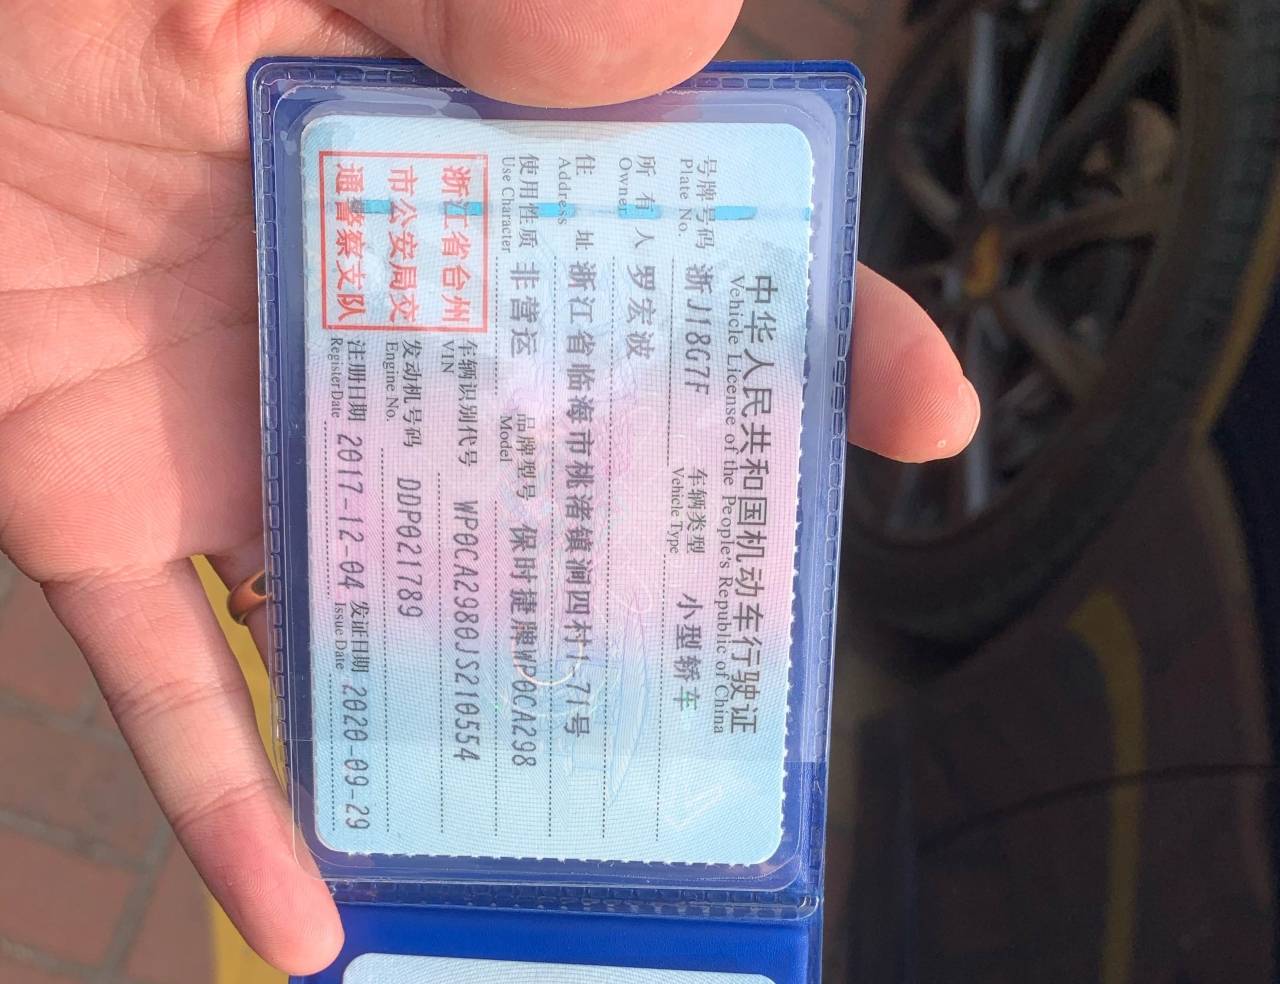 中华人民共和国机动车行驶证
Vehicle License of the People's Republic of China
号牌号码 浙J18G7F 车辆类型 小型轿车
Plate No. Vehicle Type
所有人 罗宏波
Owner
住址 浙江省临海市桃渚镇涧四村1-71号
Address
使用性质 非营运 品牌型号 保时捷牌WP0CA298
Use Character Model
浙江省台州
市公安局交
通警察支队
车辆识别代号 WP0CA2980JS210554
VIN
发动机号码 DDP021789
Engine No.
注册日期 2017-12-04 发证日期 2020-09-29
Register Date Issue Date